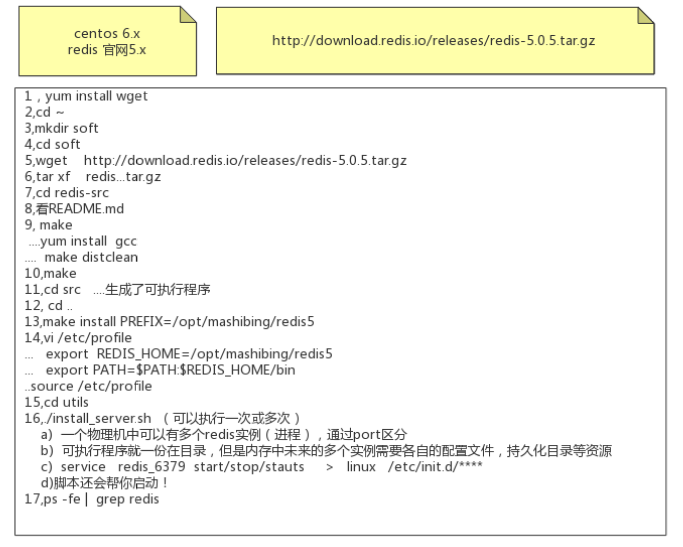 centos 6.x
redis 官网5.x
http://download.redis.io/releases/redis-5.0.5.tar.gz
1，yum install wget
2,cd ~
3,mkdir soft
4,cd soft
5,wget    http://download.redis.io/releases/redis-5.0.5.tar.gz
6,tar xf    redis...tar.gz
7,cd redis-src
8,看README.md
9, make
....yum install  gcc
....  make distclean
10,make
11,cd src   ....生成了可执行程序
12, cd ..
13,make install PREFIX=/opt/mashibing/redis5
14,vi /etc/profile
...   export  REDIS_HOME=/opt/mashibing/redis5
...   export PATH=$PATH:$REDIS_HOME/bin
..source /etc/profile
15,cd utils
16,./install_server.sh （可以执行一次或多次）
a)  一个物理机中可以有多个redis实例（进程），通过port区分
b)  可执行程序就一份在目录，但是内存中未来的多个实例需要各自的配置文件，持久化目录等资源
c)  service   redis_6379  start/stop/stauts     >   linux   /etc/init.d/****
d)脚本还会帮你启动！
17,ps -fe |  grep redis